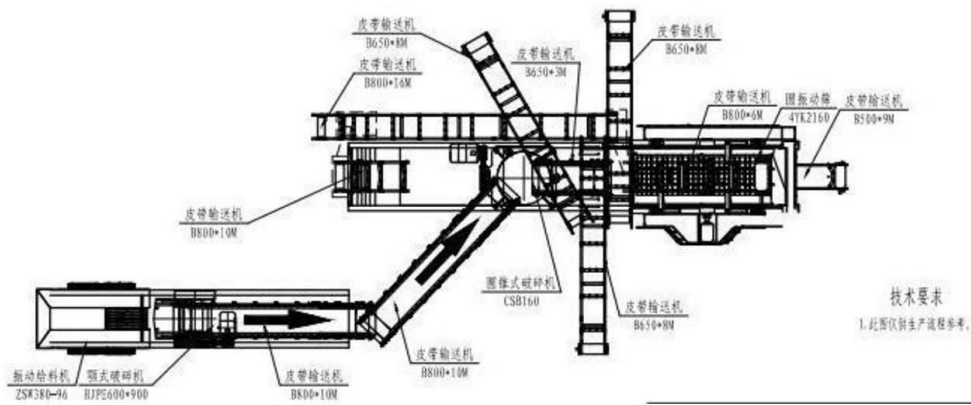 皮带输送机
B650*8M
皮带输送机
B800*16M
皮带输送机
B650*3M
皮带输送机
B650*8M
皮带输送机
B800*6M
圆振动筛
4YK2160
皮带输送机
B500*9M
皮带输送机
B800*10M
圆锥式破碎机
CSB160
皮带输送机
B650*8M
技术要求
1.此图仅供生产流程参考。
皮带输送机
B800*10M
振动给料机
ZSW380-96
颚式破碎机
HJPE600*900
皮带输送机
B800*10M